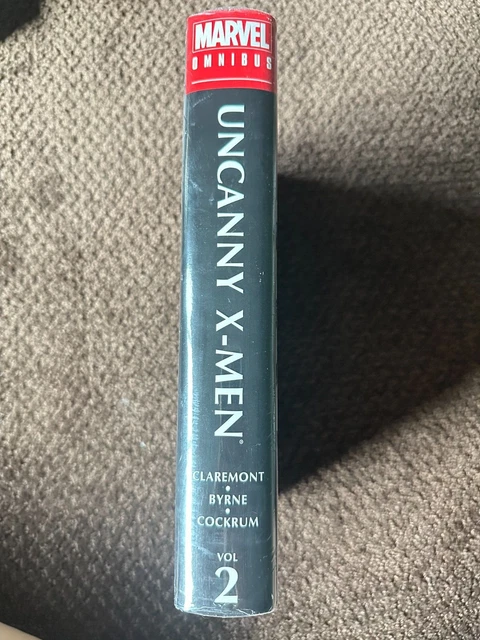 MARVEL
OMNIBUS
UNCANNY X-MEN®
CLAREMONT
•
BYRNE
•
COCKRUM
VOL
2